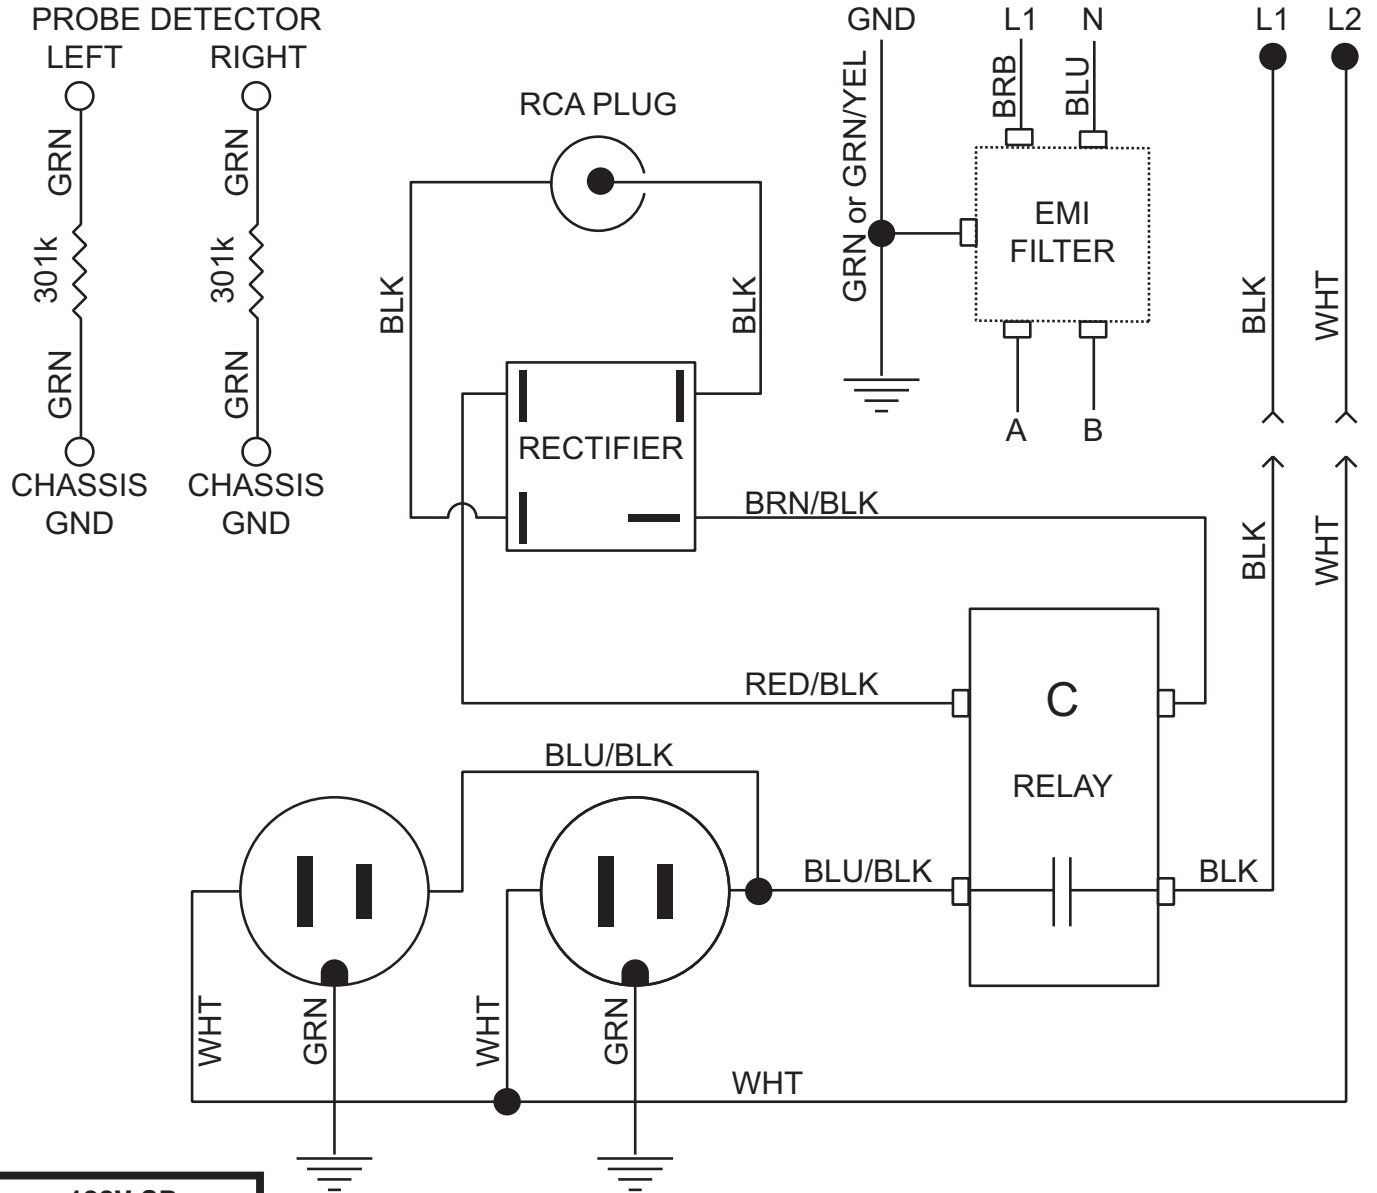 PROBE DETECTOR
LEFT
RIGHT
GRN
GRN
301k
301k
GRN
GRN
CHASSIS
GND
CHASSIS
GND
RCA PLUG
BLK
BLK
RECTIFIER
GND
L1
N
GRN or GRN/YEL
BRB
BLU
EMI
FILTER
A
B
L1
L2
BLK
WHT
BLK
WHT
BRN/BLK
RED/BLK
C
RELAY
BLU/BLK
BLU/BLK
BLK
WHT
GRN
WHT
GRN
WHT